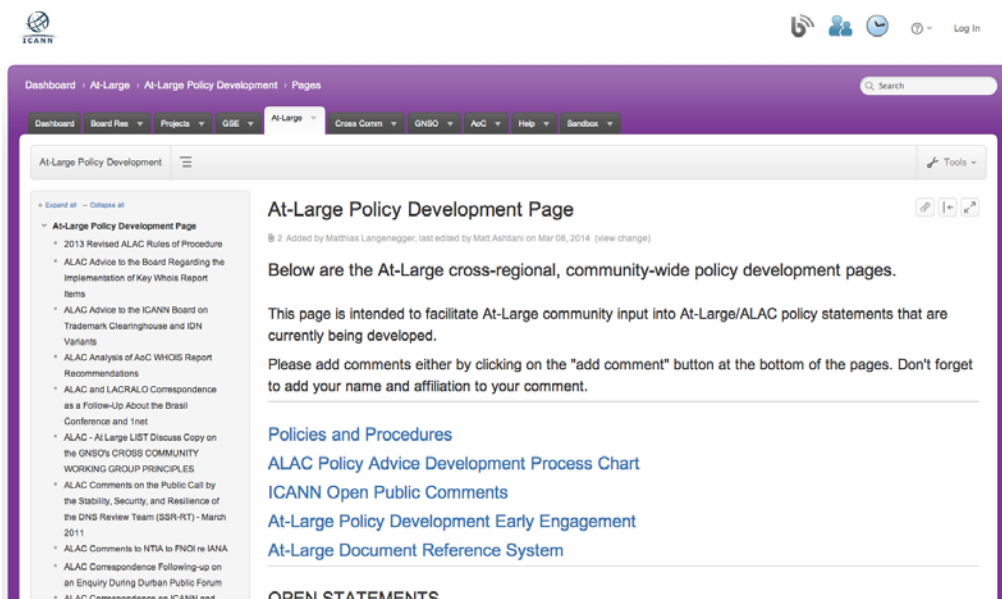 ICANN
Log In
Dashboard › At-Large › At-Large Policy Development › Pages
Search
Dashboard
Board Res
Projects
GSE
At-Large
Cross Comm
GNSO
AoC
Help
Sandbox
At-Large Policy Development
Tools
+ Expand all – Collapse all
At-Large Policy Development Page
2013 Revised ALAC Rules of Procedure
ALAC Advice to the Board Regarding the
Implementation of Key Whois Report
Items
ALAC Advice to the ICANN Board on
Trademark Clearinghouse and IDN
Variants
ALAC Analysis of AoC WHOIS Report
Recommendations
ALAC and LACRALO Correspondence
as a Follow-Up About the Brasil
Conference and 1net
ALAC - At Large LIST Discuss Copy on
the GNSO's CROSS COMMUNITY
WORKING GROUP PRINCIPLES
ALAC Comments on the Public Call by
the Stability, Security, and Resilience of
the DNS Review Team (SSR-RT) - March
2011
ALAC Comments to NTIA to FNOI re IANA
ALAC Correspondence Following-up on
an Enquiry During Durban Public Forum
ALAC Correspondence on ICANN and
At-Large Policy Development Page
2 Added by Matthias Langenegger, last edited by Matt Ashtiani on Mar 08, 2014 (view change)
Below are the At-Large cross-regional, community-wide policy development pages.
This page is intended to facilitate At-Large community input into At-Large/ALAC policy statements that are
currently being developed.
Please add comments either by clicking on the "add comment" button at the bottom of the pages. Don't forget
to add your name and affiliation to your comment.
Policies and Procedures
ALAC Policy Advice Development Process Chart
ICANN Open Public Comments
At-Large Policy Development Early Engagement
At-Large Document Reference System
OPEN STATEMENTS